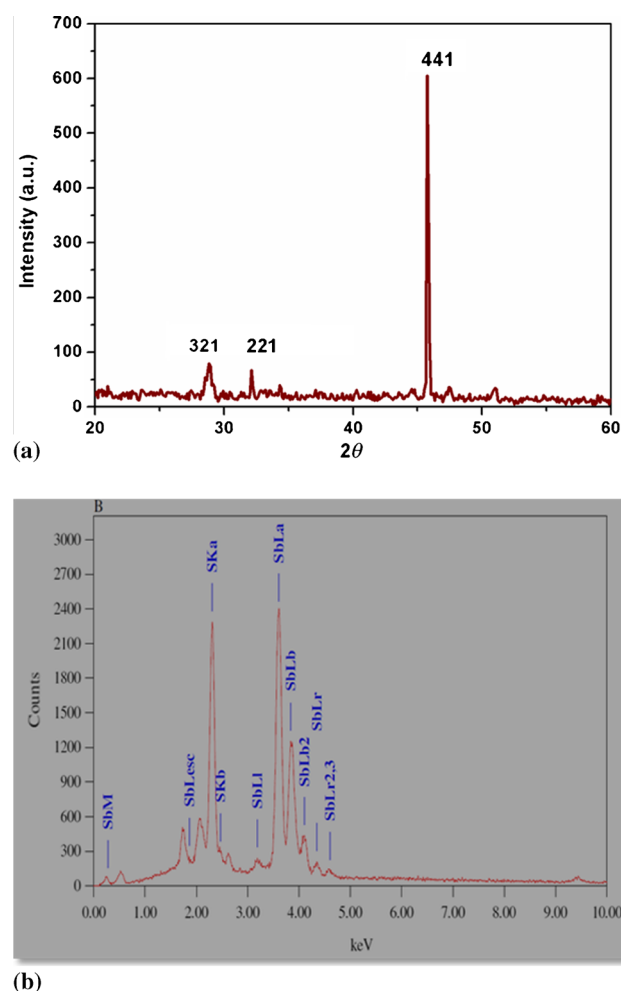 700
600
500
400
300
200
100
0
Intensity (a.u.)
441
321
221
20
30
40
50
60
2θ
(a)
B
3000
2700
2400
2100
1800
1500
1200
900
600
300
0
Counts
SbM
SbLesc
SKa
SKb
SbLl
SbLa
SbLb
SbLb2
SbLr
SbLr2,3
0.00
1.00
2.00
3.00
4.00
5.00
6.00
7.00
8.00
9.00
10.00
keV
(b)